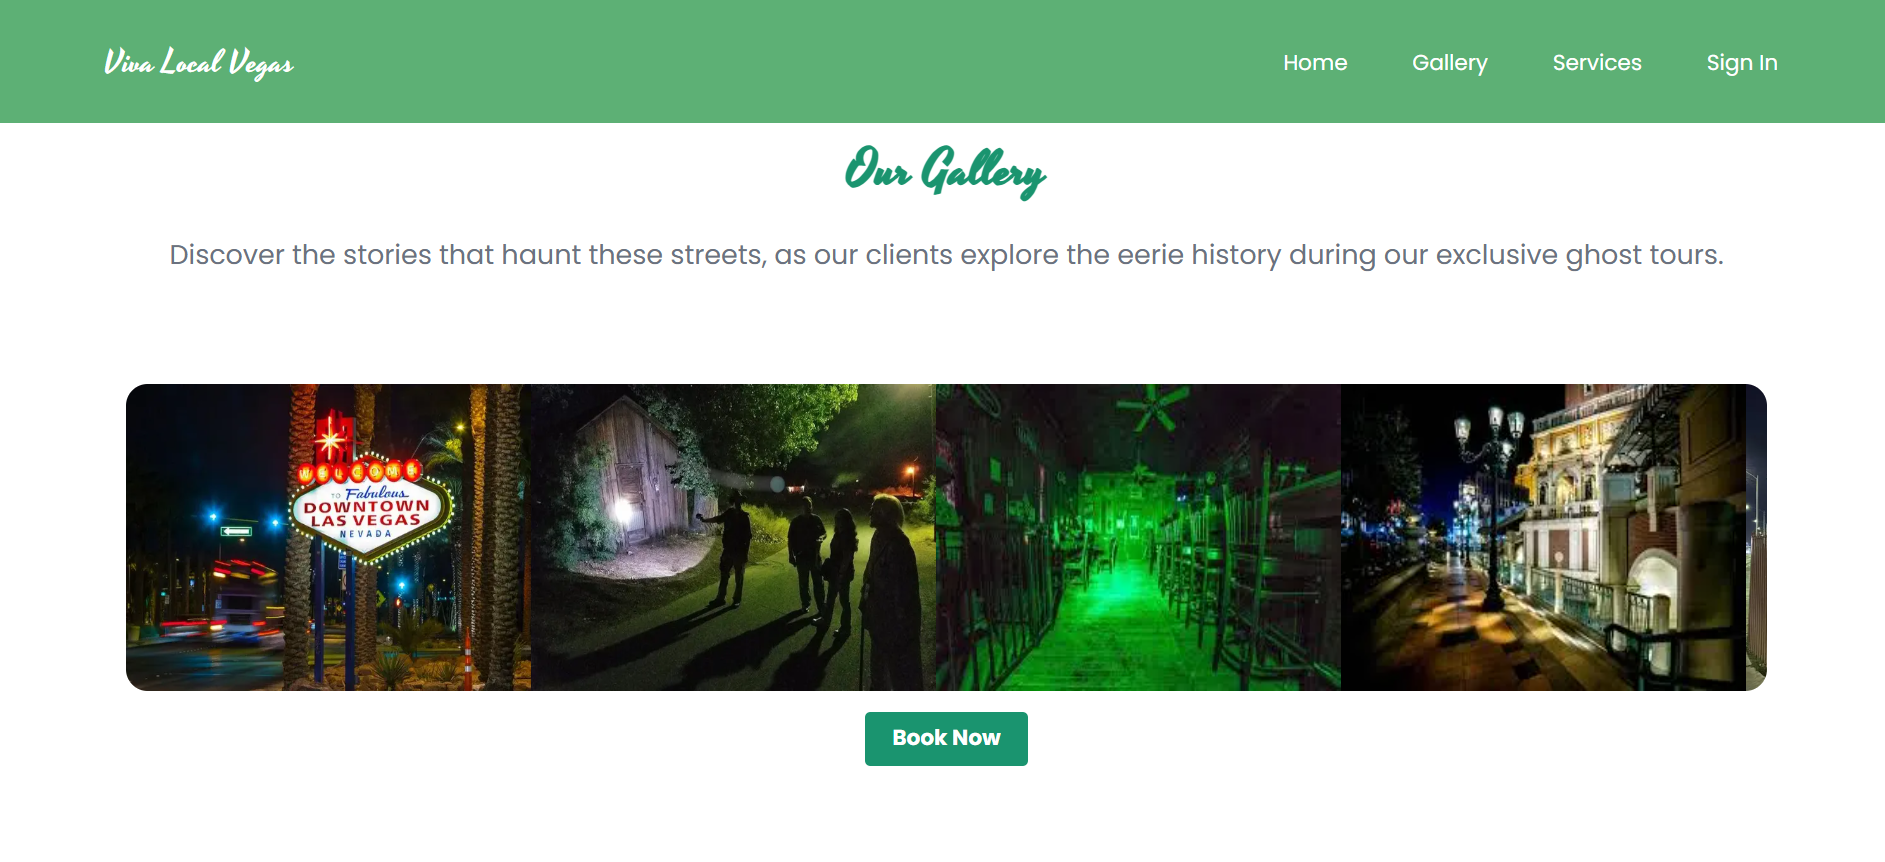 Viva Local Vegas
Home
Gallery
Services
Sign In
Our Gallery
Discover the stories that haunt these streets, as our clients explore the eerie history during our exclusive ghost tours.
WELCOME
TO Fabulous
DOWNTOWN
LAS VEGAS
NEVADA
Book Now